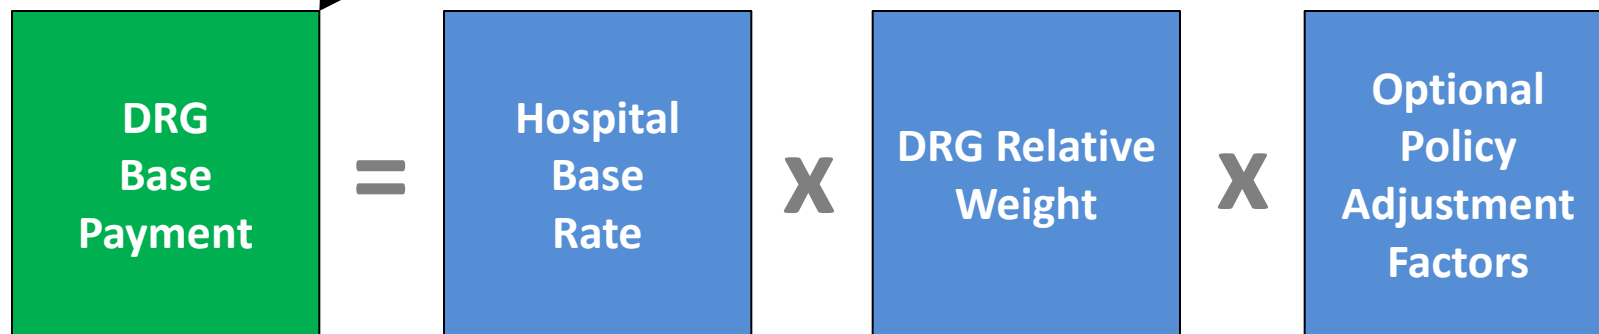 DRG
Base
Payment
=
Hospital
Base
Rate
X
DRG Relative
Weight
X
Optional
Policy
Adjustment
Factors